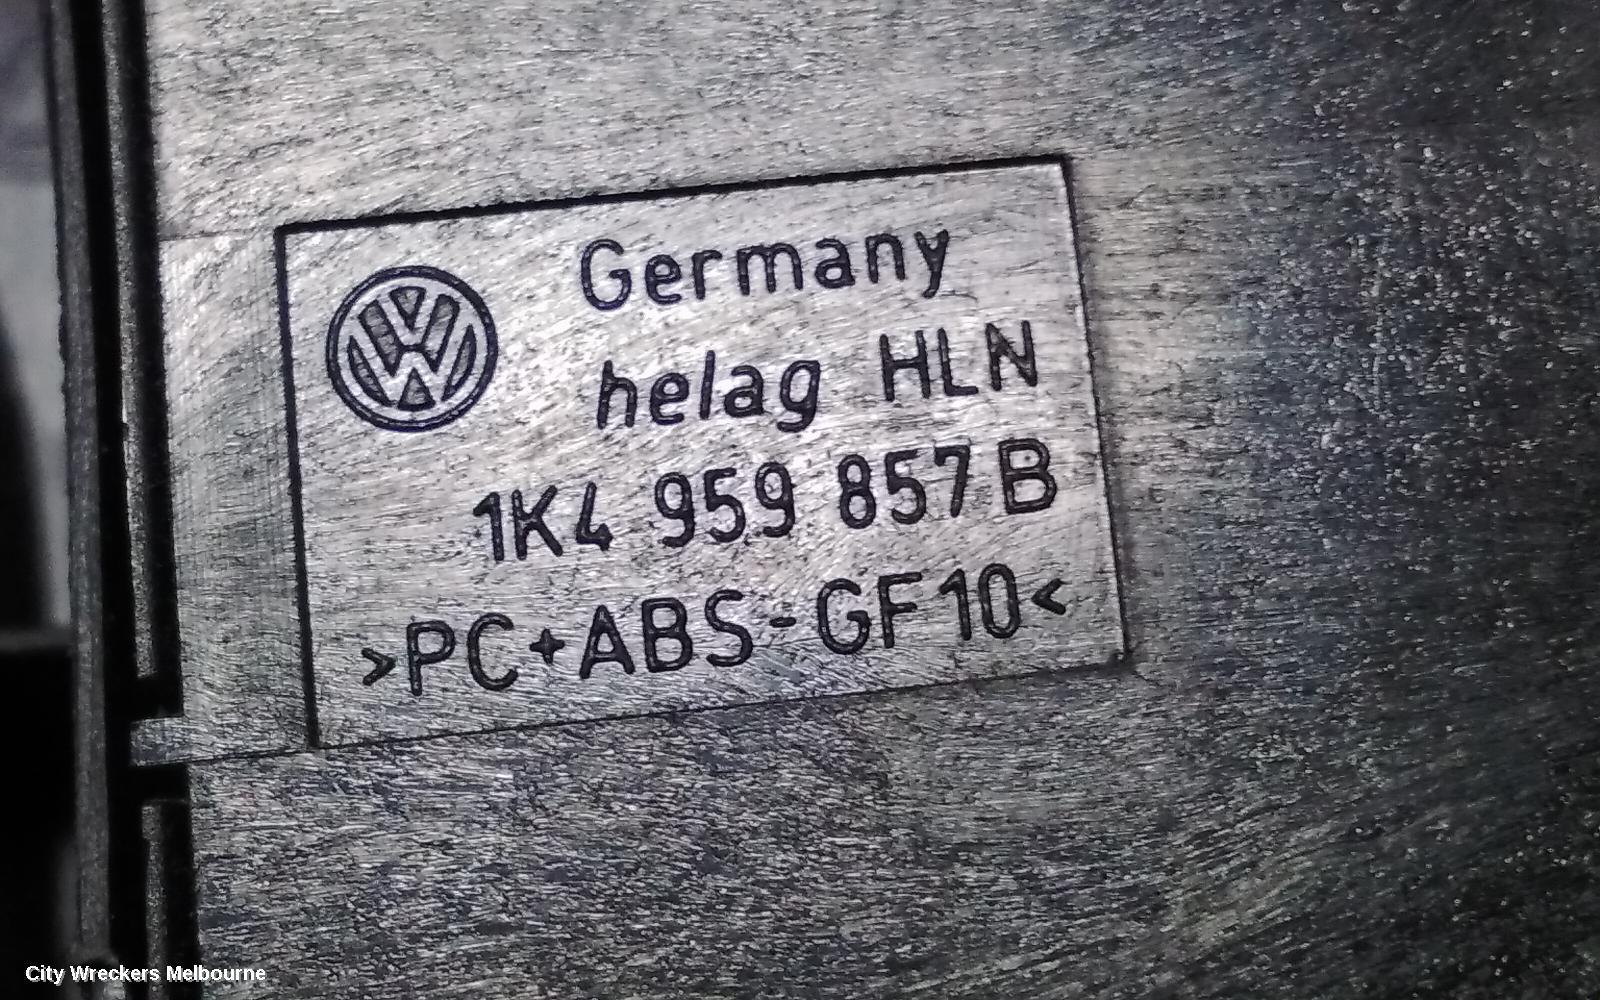 Germany
helag HLN
1K4 959 857 B
>PC+ABS-GF10<
City Wreckers Melbourne